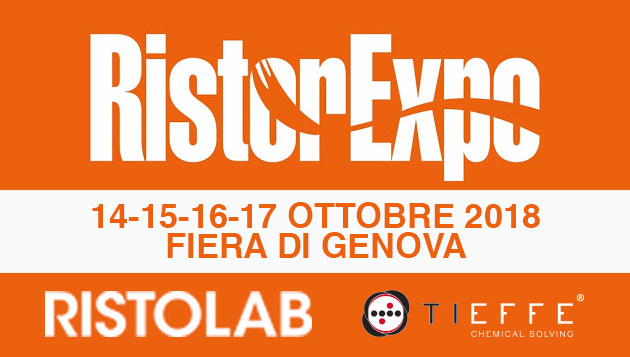 RistorExpo
14-15-16-17 OTTOBRE 2018
FIERA DI GENOVA
RISTOLAB
TIEFFE®
CHEMICAL SOLVING